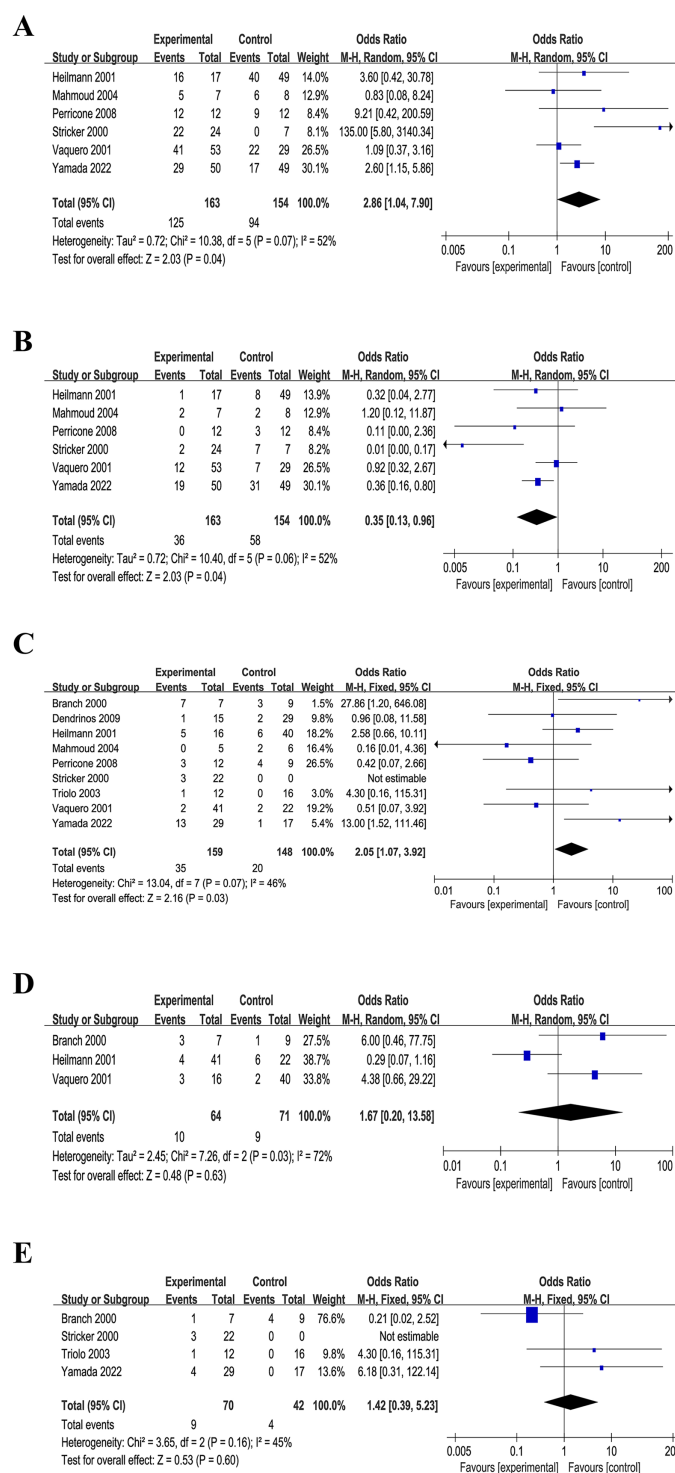 A
Experimental Control Odds Ratio Odds Ratio
Study or Subgroup Events Total Events Total Weight M-H, Random, 95% CI M-H, Random, 95% CI
Heilmann 2001 16 17 40 49 14.0% 3.60 [0.42, 30.78]
Mahmoud 2004 5 7 6 8 12.9% 0.83 [0.08, 8.24]
Perricone 2008 12 12 9 12 8.4% 9.21 [0.42, 200.59]
Stricker 2000 22 24 0 7 8.1% 135.00 [5.80, 3140.34]
Vaquero 2001 41 53 22 29 26.5% 1.09 [0.37, 3.16]
Yamada 2022 29 50 17 49 30.1% 2.60 [1.15, 5.86]
Total (95% CI) 163 154 100.0% 2.86 [1.04, 7.90]
Total events 125 94
Heterogeneity: Tau² = 0.72; Chi² = 10.38, df = 5 (P = 0.07); I² = 52%
Test for overall effect: Z = 2.03 (P = 0.04)
0.005 0.1 1 10 200
Favours [experimental] Favours [control]
B
Experimental Control Odds Ratio Odds Ratio
Study or Subgroup Events Total Events Total Weight M-H, Random, 95% CI M-H, Random, 95% CI
Heilmann 2001 1 17 8 49 13.9% 0.32 [0.04, 2.77]
Mahmoud 2004 2 7 2 8 12.9% 1.20 [0.12, 11.87]
Perricone 2008 0 12 3 12 8.4% 0.11 [0.00, 2.36]
Stricker 2000 2 24 7 7 8.2% 0.01 [0.00, 0.17]
Vaquero 2001 12 53 7 29 26.5% 0.92 [0.32, 2.67]
Yamada 2022 19 50 31 49 30.1% 0.36 [0.16, 0.80]
Total (95% CI) 163 154 100.0% 0.35 [0.13, 0.96]
Total events 36 58
Heterogeneity: Tau² = 0.72; Chi² = 10.40, df = 5 (P = 0.06); I² = 52%
Test for overall effect: Z = 2.03 (P = 0.04)
0.005 0.1 1 10 200
Favours [experimental] Favours [control]
C
Experimental Control Odds Ratio Odds Ratio
Study or Subgroup Events Total Events Total Weight M-H, Fixed, 95% CI M-H, Fixed, 95% CI
Branch 2000 7 7 3 9 1.5% 27.86 [1.20, 646.08]
Dendrinos 2009 1 15 2 29 9.8% 0.96 [0.08, 11.58]
Heilmann 2001 5 16 6 40 18.2% 2.58 [0.66, 10.11]
Mahmoud 2004 0 5 2 6 16.4% 0.16 [0.01, 4.36]
Perricone 2008 3 12 4 9 26.5% 0.42 [0.07, 2.66]
Stricker 2000 3 22 0 0 Not estimable
Triolo 2003 1 12 0 16 3.0% 4.30 [0.16, 115.31]
Vaquero 2001 2 41 2 22 19.2% 0.51 [0.07, 3.92]
Yamada 2022 13 29 1 17 5.4% 13.00 [1.52, 111.46]
Total (95% CI) 159 148 100.0% 2.05 [1.07, 3.92]
Total events 35 20
Heterogeneity: Chi² = 13.04, df = 7 (P = 0.07); I² = 46%
Test for overall effect: Z = 2.16 (P = 0.03)
0.01 0.1 1 10 100
Favours [experimental] Favours [control]
D
Experimental Control Odds Ratio Odds Ratio
Study or Subgroup Events Total Events Total Weight M-H, Random, 95% CI M-H, Random, 95% CI
Branch 2000 3 7 1 9 27.5% 6.00 [0.46, 77.75]
Heilmann 2001 4 41 6 22 38.7% 0.29 [0.07, 1.16]
Vaquero 2001 3 16 2 40 33.8% 4.38 [0.66, 29.22]
Total (95% CI) 64 71 100.0% 1.67 [0.20, 13.58]
Total events 10 9
Heterogeneity: Tau² = 2.45; Chi² = 7.26, df = 2 (P = 0.03); I² = 72%
Test for overall effect: Z = 0.48 (P = 0.63)
0.01 0.1 1 10 100
Favours [experimental] Favours [control]
E
Experimental Control Odds Ratio Odds Ratio
Study or Subgroup Events Total Events Total Weight M-H, Fixed, 95% CI M-H, Fixed, 95% CI
Branch 2000 1 7 4 9 76.6% 0.21 [0.02, 2.52]
Stricker 2000 3 22 0 0 Not estimable
Triolo 2003 1 12 0 16 9.8% 4.30 [0.16, 115.31]
Yamada 2022 4 29 0 17 13.6% 6.18 [0.31, 122.14]
Total (95% CI) 70 42 100.0% 1.42 [0.39, 5.23]
Total events 9 4
Heterogeneity: Chi² = 3.65, df = 2 (P = 0.16); I² = 45%
Test for overall effect: Z = 0.53 (P = 0.60)
0.005 0.1 1 10 200
Favours [experimental] Favours [control]